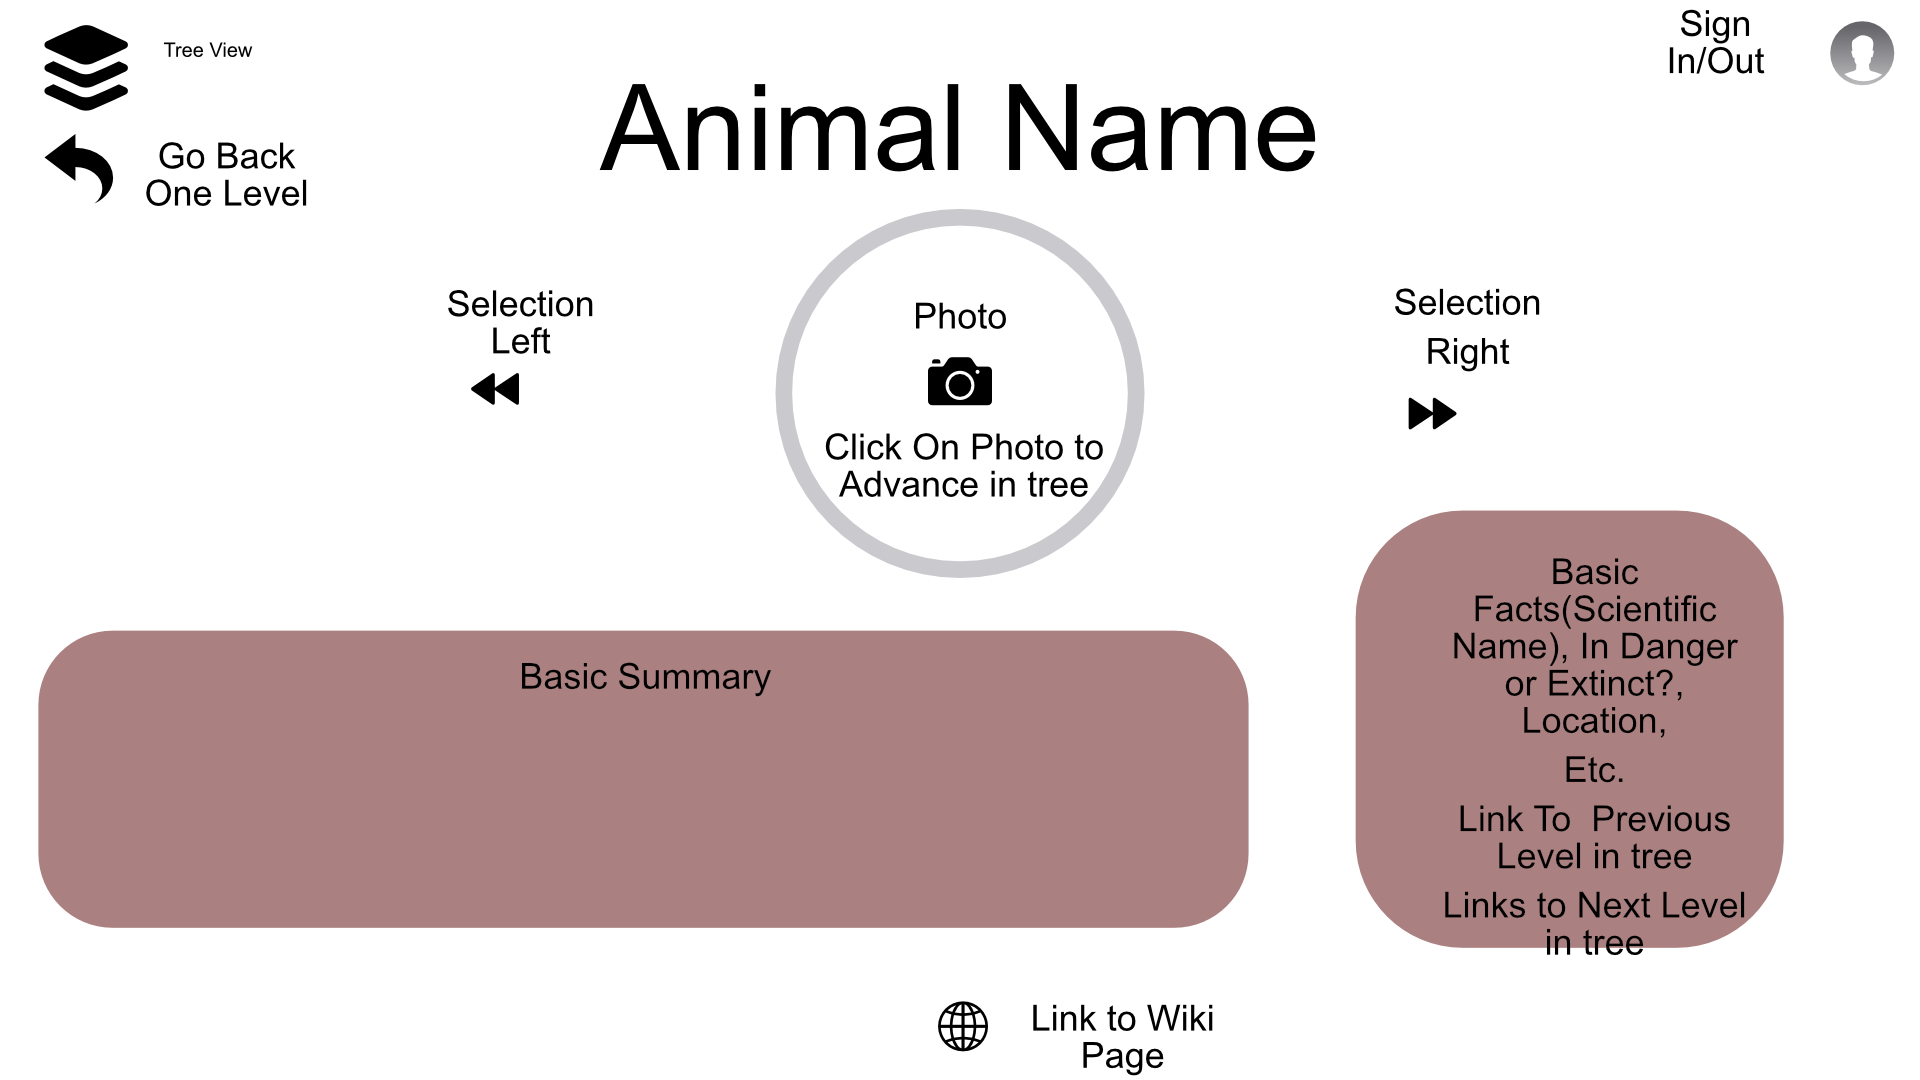 Tree View
Sign
In/Out
Animal Name
Go Back
One Level
Selection
Left
Photo
Click On Photo to
Advance in tree
Selection
Right
Basic Summary
Basic
Facts(Scientific
Name), In Danger
or Extinct?,
Location,
Etc.
Link To  Previous
Level in tree
Links to Next Level
in tree
Link to Wiki
Page